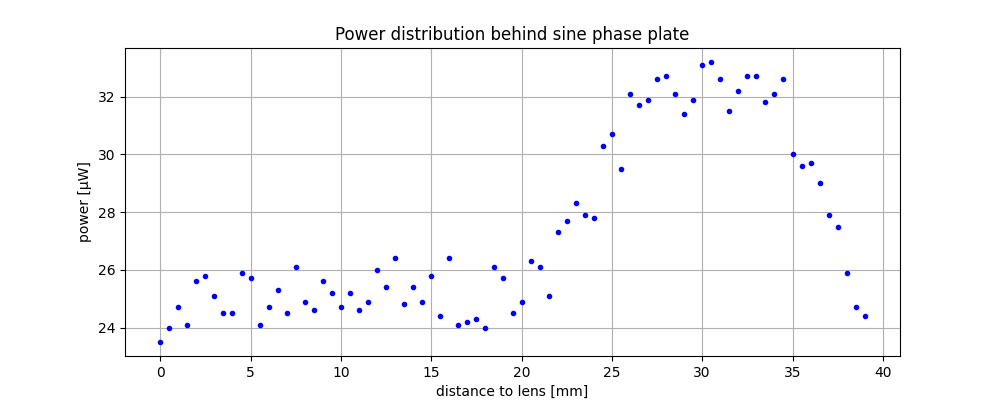 Power distribution behind sine phase plate
power [μW]
32
30
28
26
24
0 5 10 15 20 25 30 35 40
distance to lens [mm]